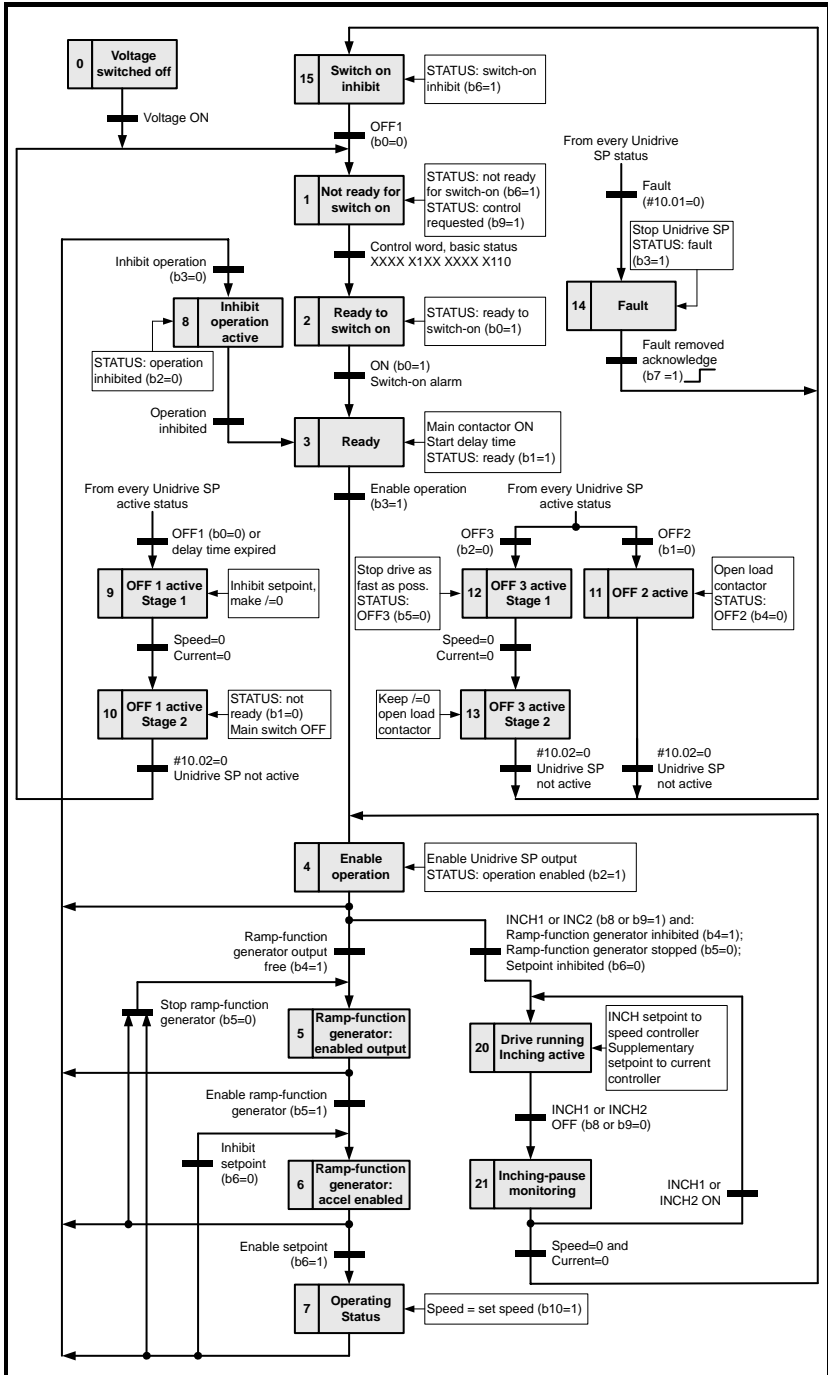 0
Voltage
switched off
Voltage ON
15
Switch on
inhibit
STATUS: switch-on
inhibit (b6=1)
OFF1
(b0=0)
1
Not ready for
switch on
STATUS: not ready
for switch-on (b6=1)
STATUS: control
requested (b9=1)
From every Unidrive
SP status
Fault
(#10.01=0)
Stop Unidrive SP
STATUS: fault
(b3=1)
14
Fault
Fault removed
acknowledge
(b7 =1)
Control word, basic status
XXXX X1XX XXXX X110
Inhibit operation
(b3=0)
8
Inhibit
operation
active
STATUS: operation
inhibited (b2=0)
Operation
inhibited
2
Ready to
switch on
STATUS: ready to
switch-on (b0=1)
ON (b0=1)
Switch-on alarm
3
Ready
Main contactor ON
Start delay time
STATUS: ready (b1=1)
Enable operation
(b3=1)
From every Unidrive SP
active status
OFF1 (b0=0) or
delay time expired
9
OFF 1 active
Stage 1
Inhibit setpoint,
make /=0
Speed=0
Current=0
10
OFF 1 active
Stage 2
STATUS: not
ready (b1=0)
Main switch OFF
#10.02=0
Unidrive SP not active
From every Unidrive SP
active status
OFF3
(b2=0)
OFF2
(b1=0)
Stop drive as
fast as poss.
STATUS:
OFF3 (b5=0)
12
OFF 3 active
Stage 1
11
OFF 2 active
Open load
contactor
STATUS:
OFF2 (b4=0)
Speed=0
Current=0
Keep /=0
open load
contactor
13
OFF 3 active
Stage 2
#10.02=0
Unidrive SP
not active
#10.02=0
Unidrive SP
not active
4
Enable
operation
Enable Unidrive SP output
STATUS: operation enabled (b2=1)
Ramp-function
generator output
free (b4=1)
INCH1 or INC2 (b8 or b9=1) and:
Ramp-function generator inhibited (b4=1);
Ramp-function generator stopped (b5=0);
Setpoint inhibited (b6=0)
Stop ramp-function
generator (b5=0)
5
Ramp-function
generator:
enabled output
20
Drive running
Inching active
INCH setpoint to
speed controller
Supplementary
setpoint to current
controller
Enable ramp-function
generator (b5=1)
INCH1 or INCH2
OFF (b8 or b9=0)
Inhibit
setpoint
(b6=0)
6
Ramp-function
generator:
accel enabled
21
Inching-pause
monitoring
INCH1 or
INCH2 ON
Enable setpoint
(b6=1)
Speed=0 and
Current=0
7
Operating
Status
Speed = set speed (b10=1)